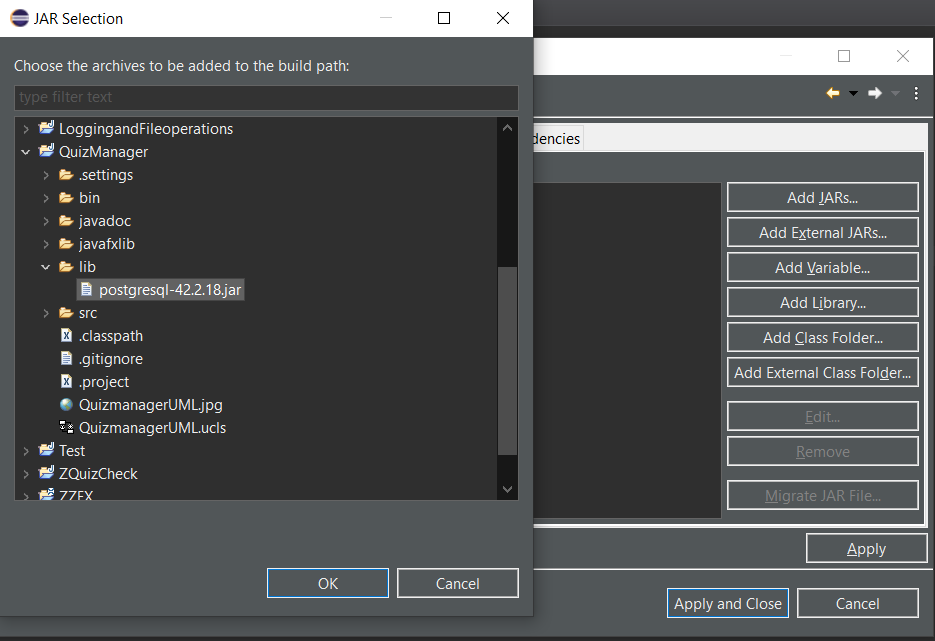 JAR Selection
Choose the archives to be added to the build path:
type filter text
LoggingandFileoperations
QuizManager
.settings
bin
javadoc
javafxlib
lib
postgresql-42.2.18.jar
src
.classpath
.gitignore
.project
QuizmanagerUML.jpg
QuizmanagerUML.ucls
Test
ZQuizCheck
ZZFX
OK
Cancel
dencies
Add JARs...
Add External JARs...
Add Variable...
Add Library...
Add Class Folder...
Add External Class Folder...
Edit...
Remove
Migrate JAR File...
Apply
Apply and Close
Cancel